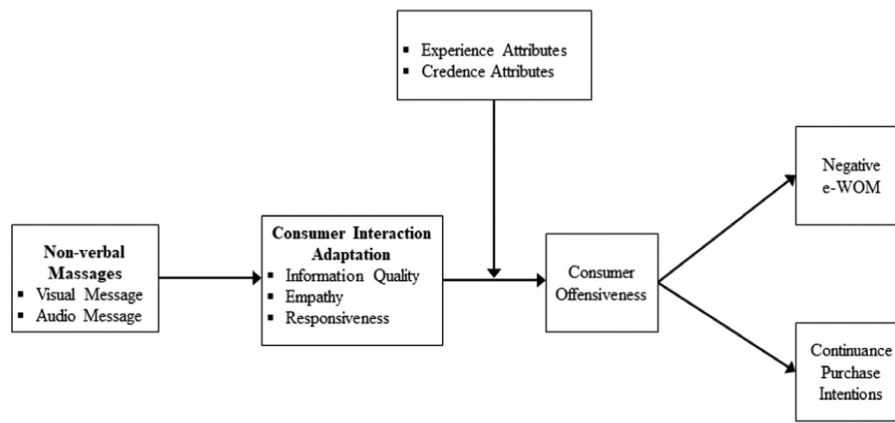 ▪ Experience Attributes
▪ Credence Attributes
Negative
e-WOM
Non-verbal
Massages
▪ Visual Message
▪ Audio Message
Consumer Interaction
Adaptation
▪ Information Quality
▪ Empathy
▪ Responsiveness
Consumer
Offensiveness
Continuance
Purchase
Intentions